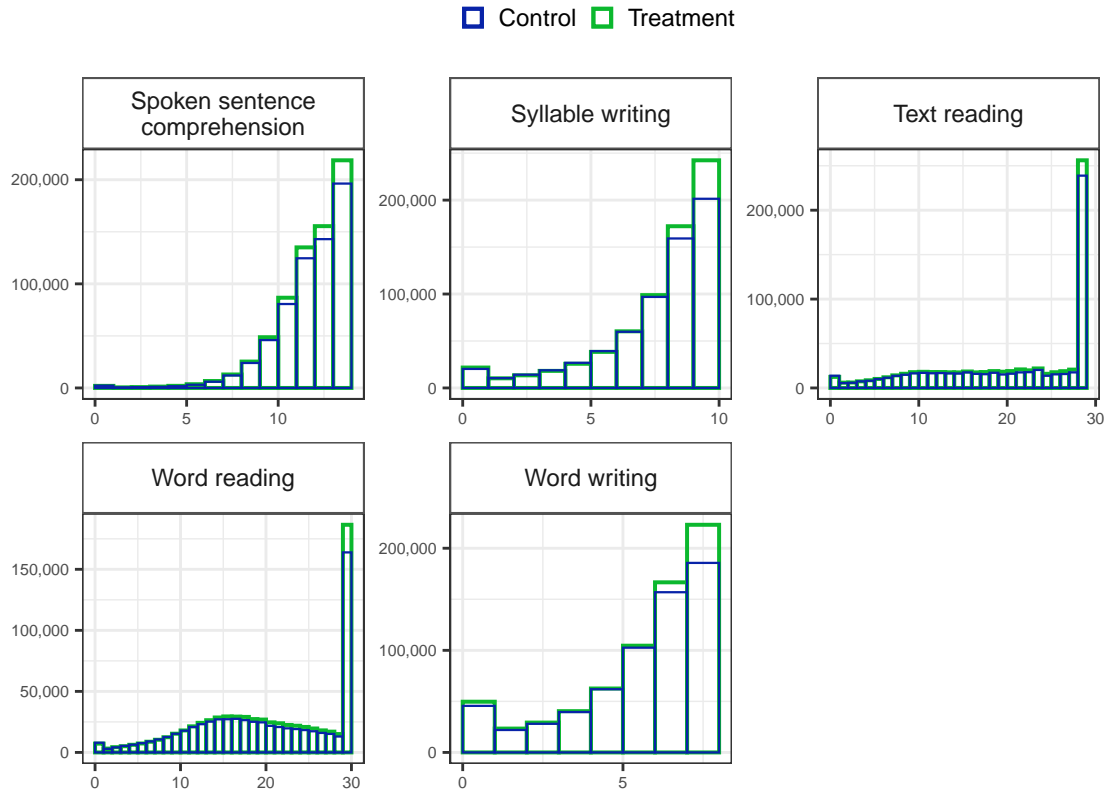 Control Treatment
Spoken sentence
comprehension
Syllable writing
Text reading
200,000
100,000
0
0 5 10
200,000
100,000
0
0 5 10
200,000
100,000
0
0 10 20 30
Word reading
Word writing
150,000
100,000
50,000
0
0 10 20 30
200,000
100,000
0
0 5